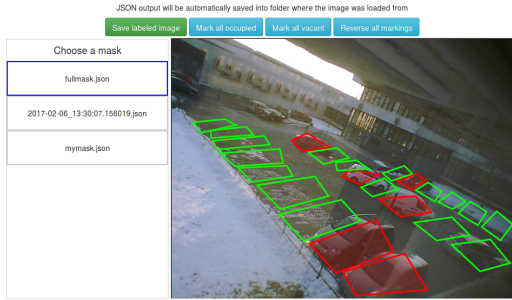 JSON output will be automatically saved into folder where the image was loaded from
Save labeled image
Mark all occupied
Mark all vacant
Reverse all markings
Choose a mask
fullmask.json
2017-02-06_13:30:07.156019.json
mymask.json